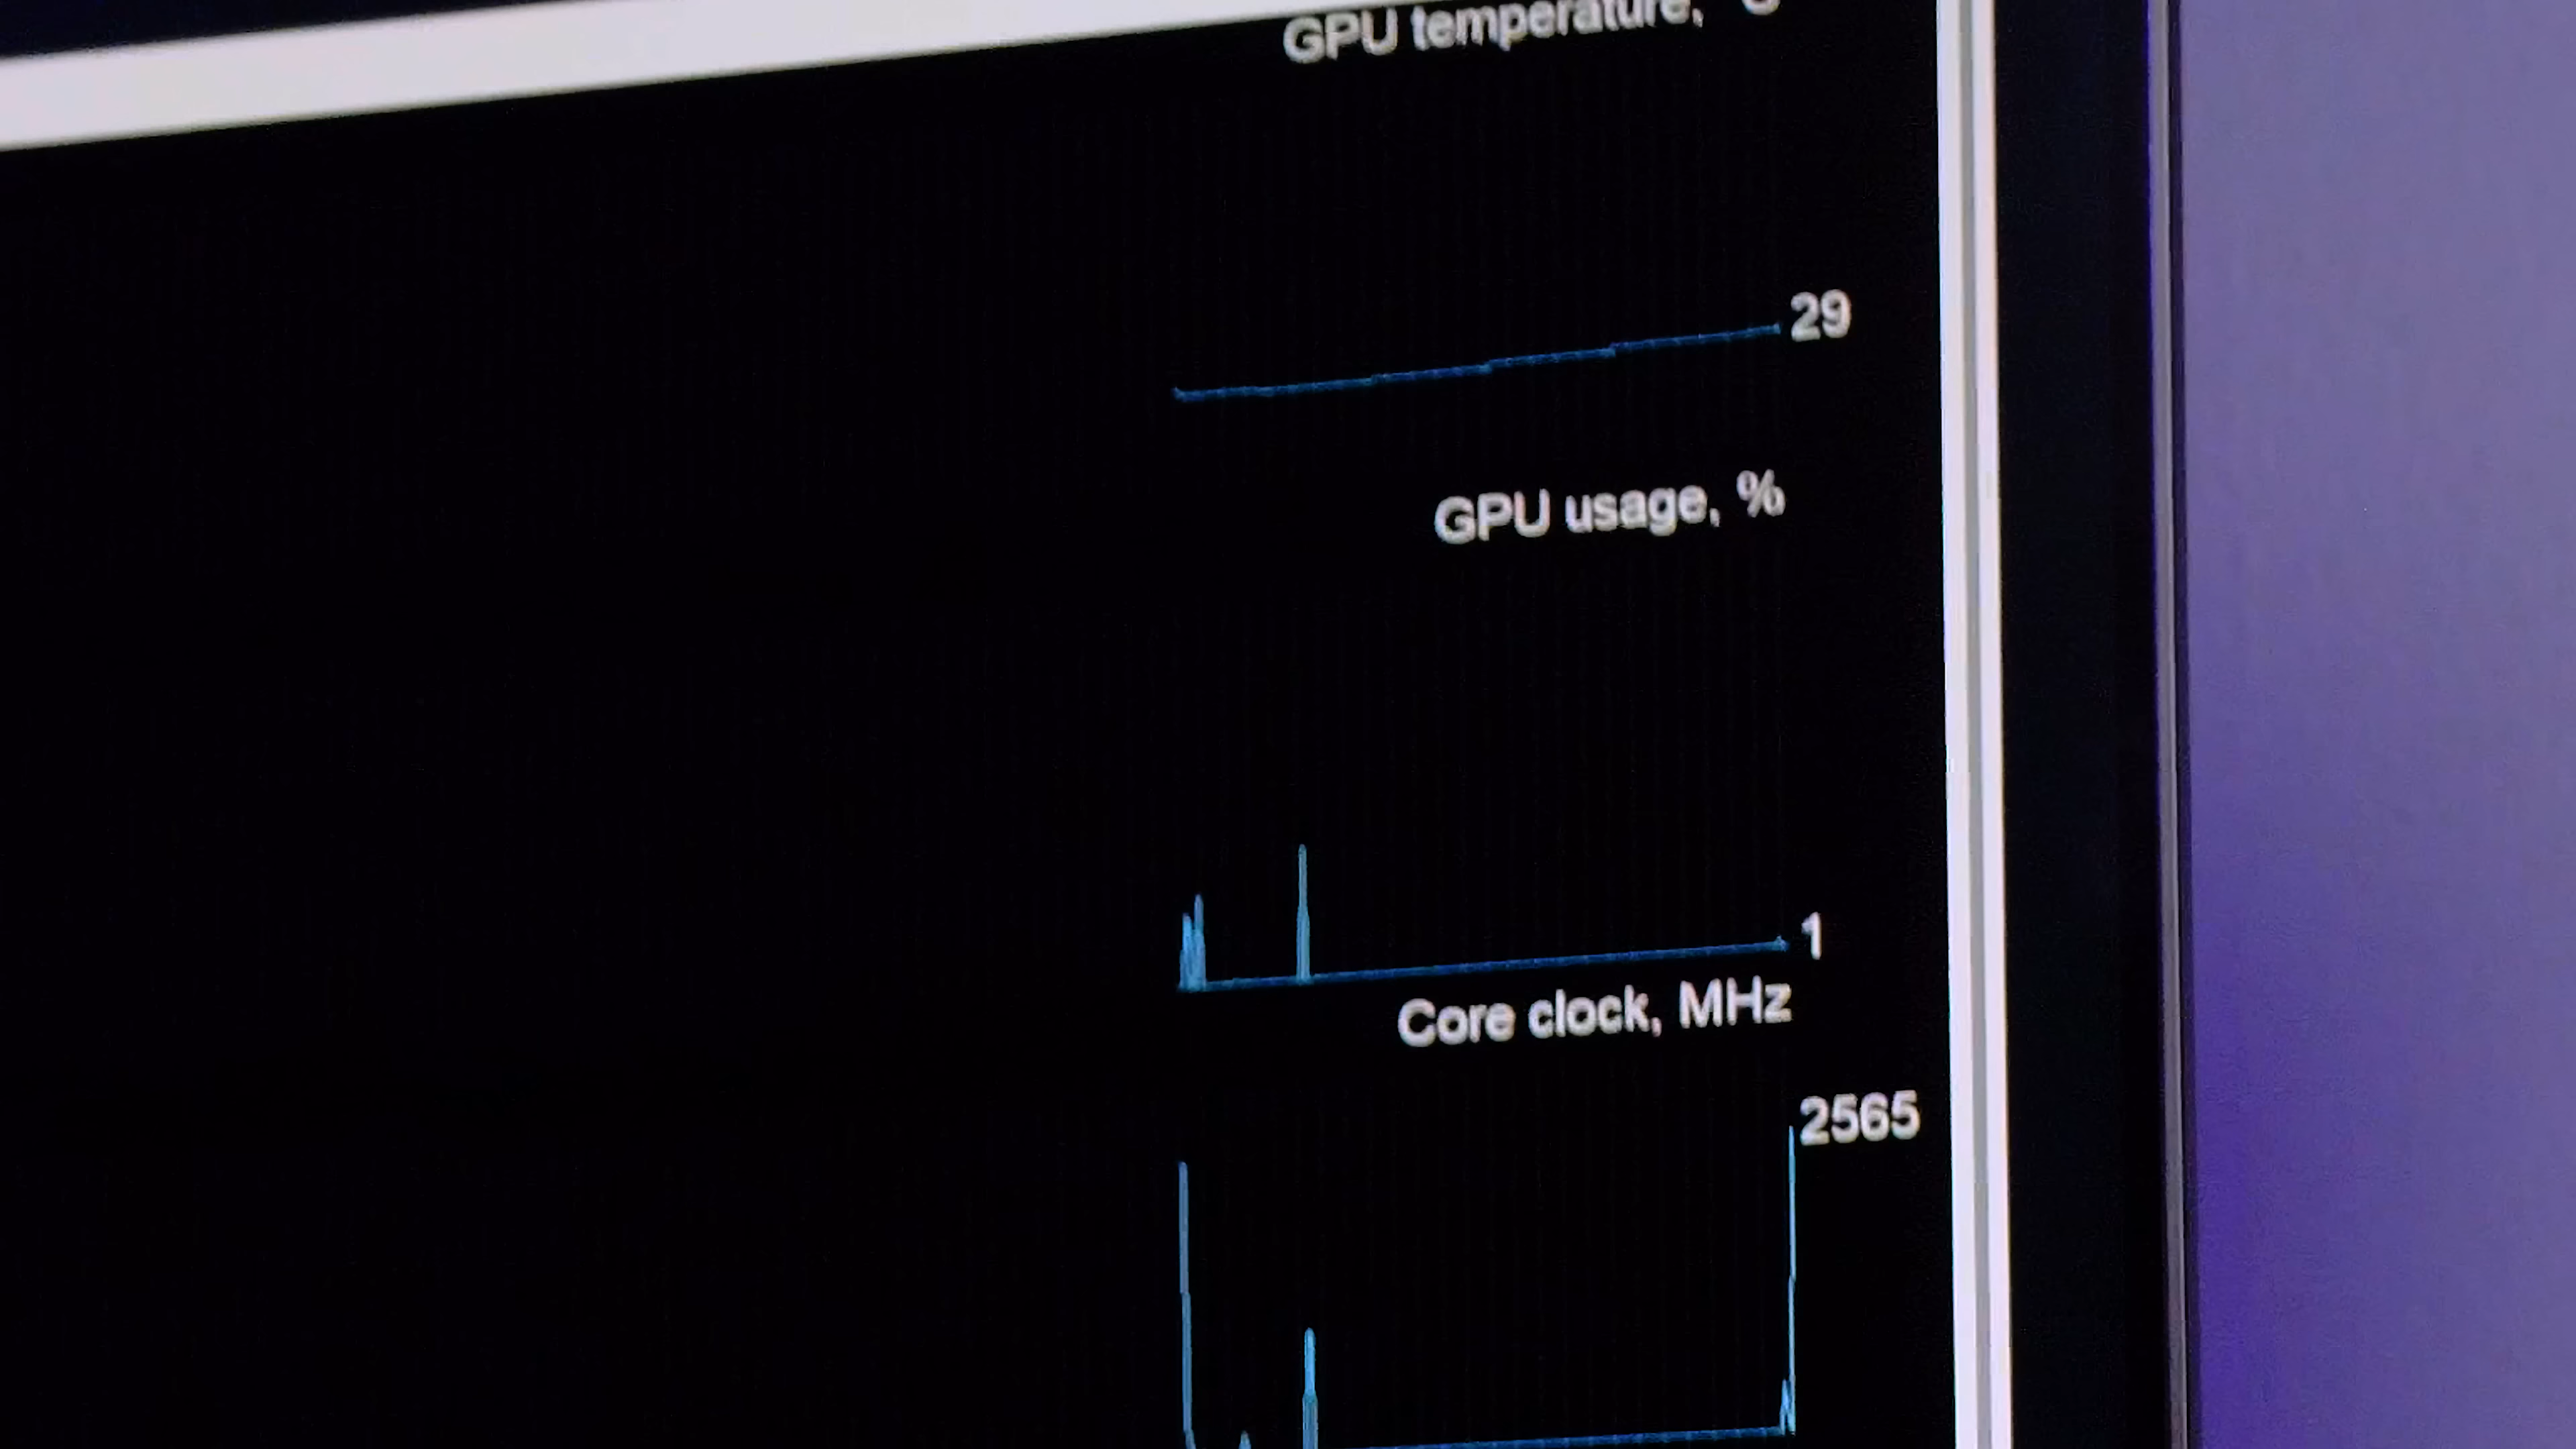 GPU temperature, °C
29
GPU usage, %
1
Core clock, MHz
2565